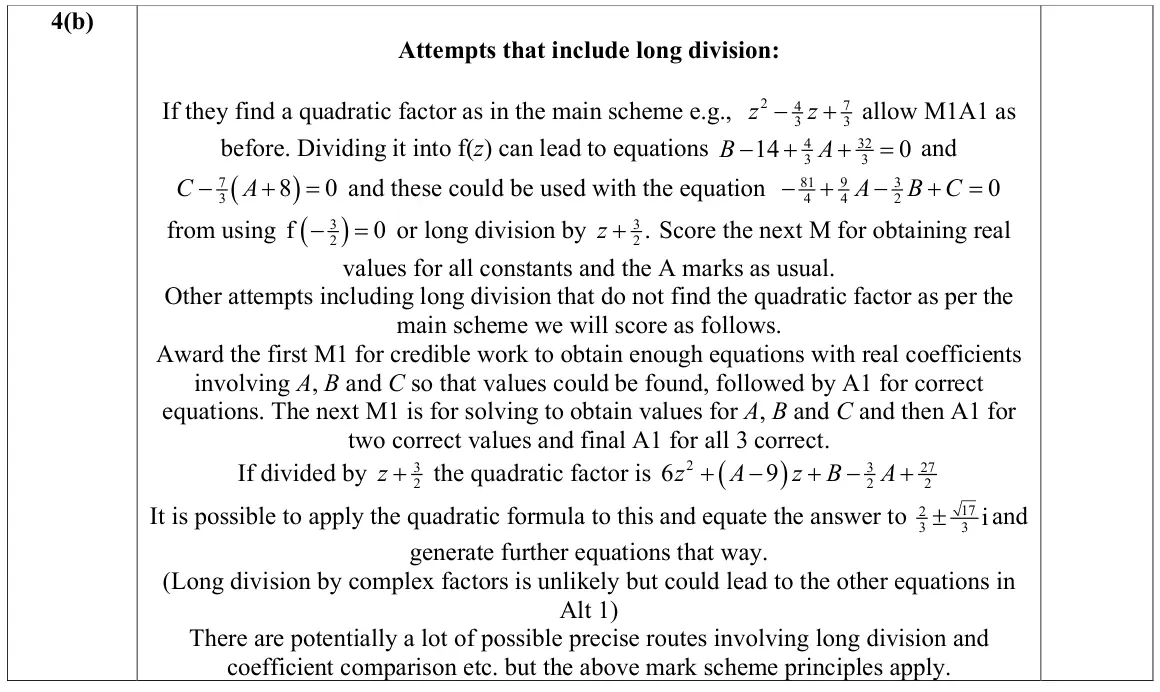 4(b)
Attempts that include long division:
If they find a quadratic factor as in the main scheme e.g., z² − 4/3 z + 7/3 allow M1A1 as
before. Dividing it into f(z) can lead to equations B − 14 + 4/3 A + 32/3 = 0 and
C − 7/3 (A + 8) = 0 and these could be used with the equation − 81/4 + 9/4 A − 3/2 B + C = 0
from using f(− 3/2) = 0 or long division by z + 3/2. Score the next M for obtaining real
values for all constants and the A marks as usual.
Other attempts including long division that do not find the quadratic factor as per the
main scheme we will score as follows.
Award the first M1 for credible work to obtain enough equations with real coefficients
involving A, B and C so that values could be found, followed by A1 for correct
equations. The next M1 is for solving to obtain values for A, B and C and then A1 for
two correct values and final A1 for all 3 correct.
If divided by z + 3/2 the quadratic factor is 6z² + (A − 9)z + B − 3/2 A + 27/2
It is possible to apply the quadratic formula to this and equate the answer to 2/3 ± √17/3 i and
generate further equations that way.
(Long division by complex factors is unlikely but could lead to the other equations in
Alt 1)
There are potentially a lot of possible precise routes involving long division and
coefficient comparison etc. but the above mark scheme principles apply.